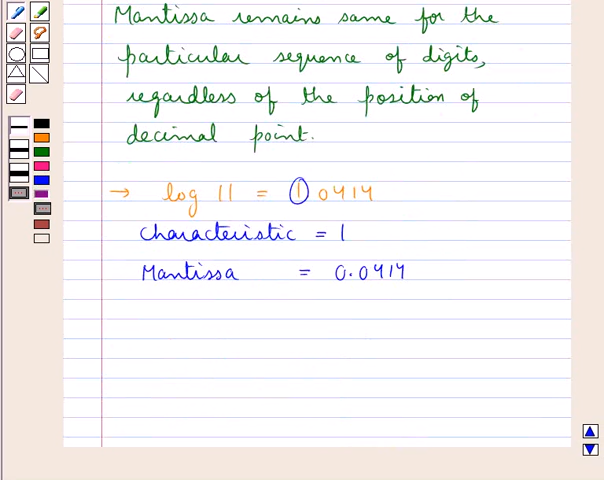 Mantissa remains same for the
particular sequence of digits,
regardless of the position of
decimal point.
→ log 11 = 1 0414
Characteristic = 1
Mantissa = 0.0414